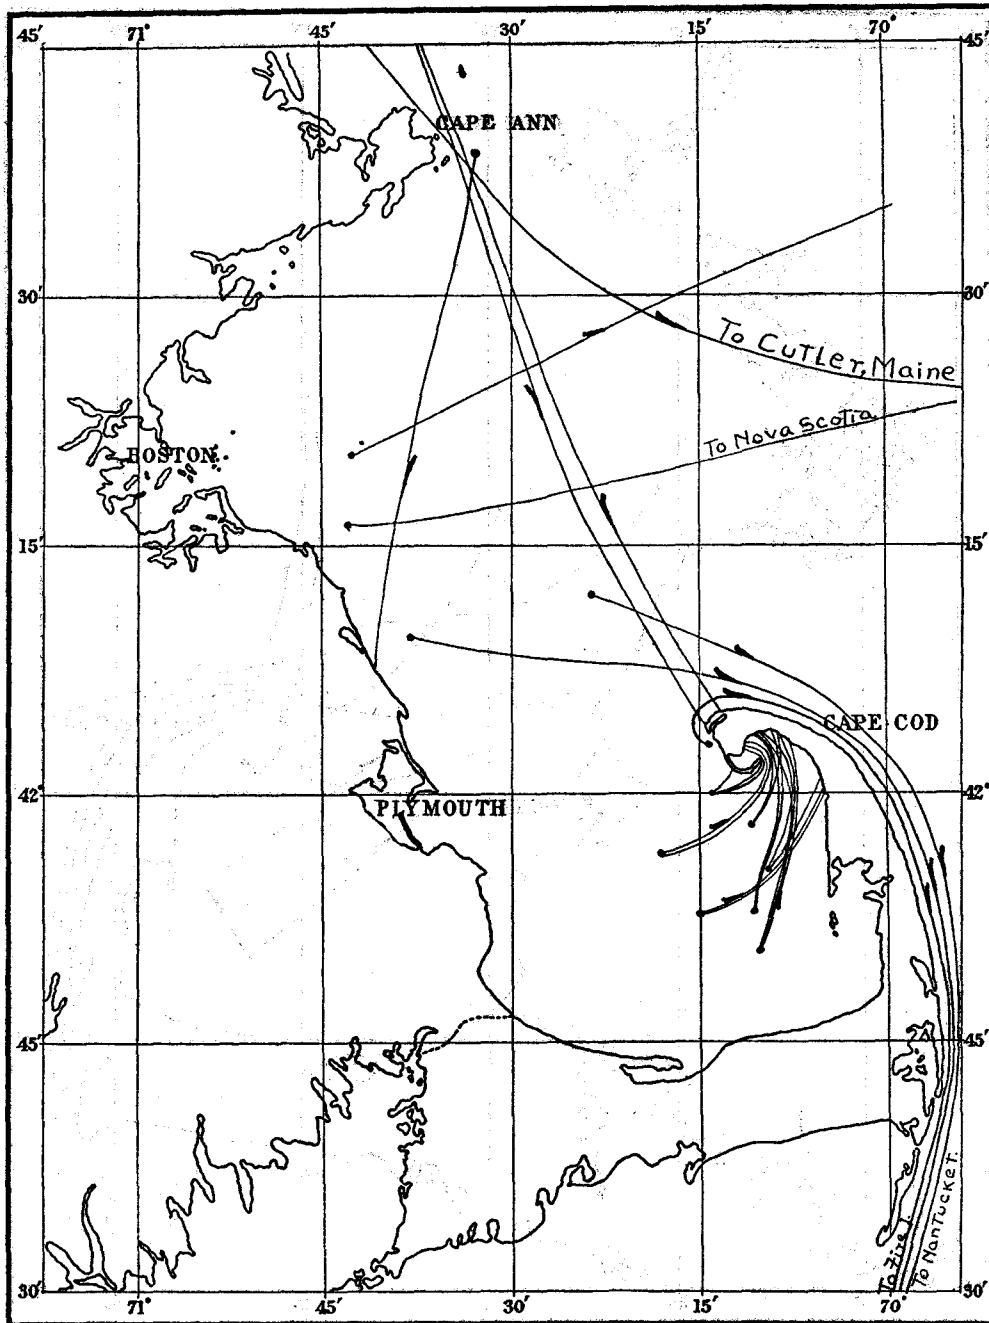 45′ 71° 45′ 30′ 15′ 70° 45′
CAPE ANN
30′ 30′
To Cutler, Maine
To Nova Scotia
BOSTON
15′ 15′
CAPE COD
42° 42°
PLYMOUTH
45′ 45′
To Fire I.
To Nantucket.
30′ 30′
71° 45′ 30′ 15′ 70°